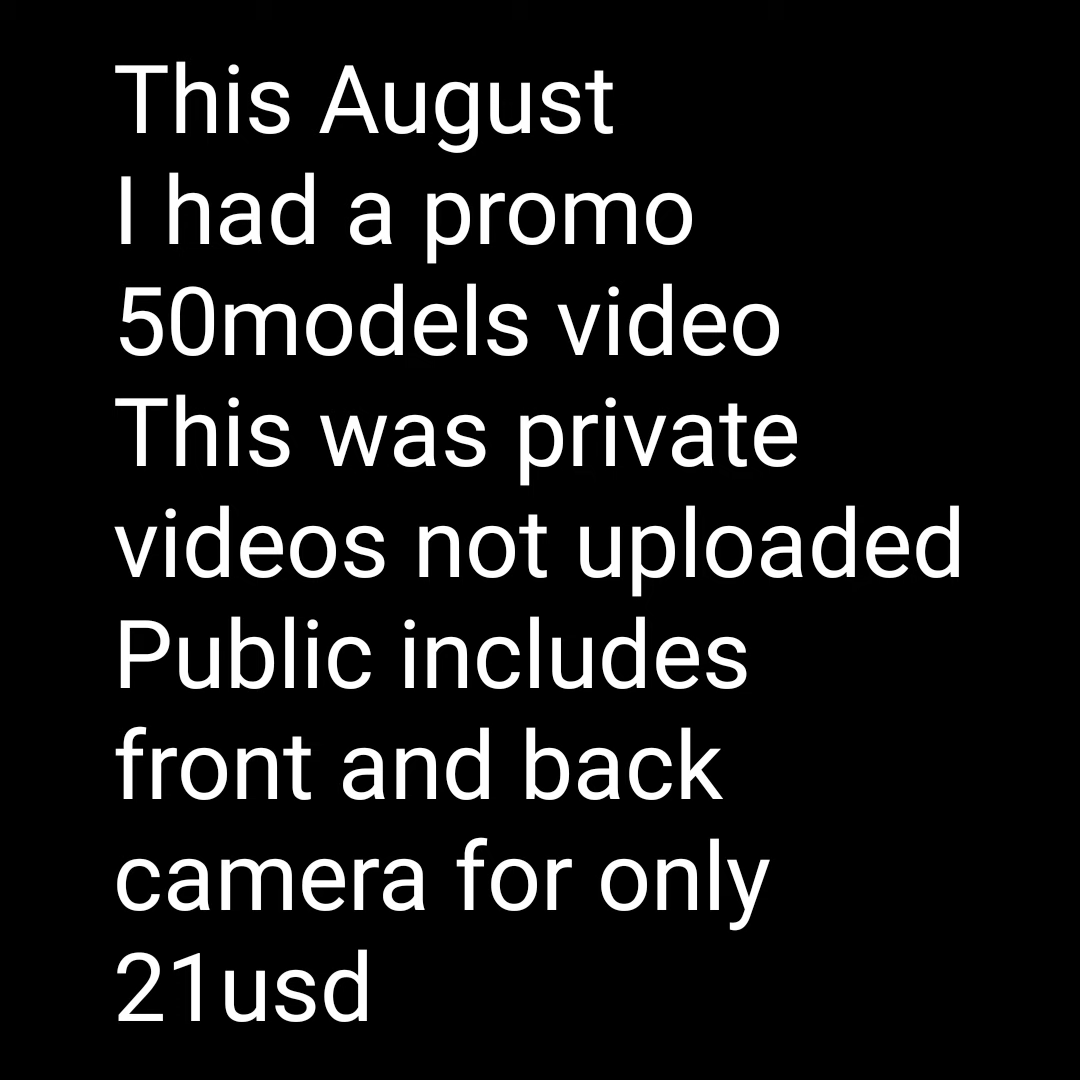 This August
I had a promo
50models video
This was private
videos not uploaded
Public includes
front and back
camera for only
21usd